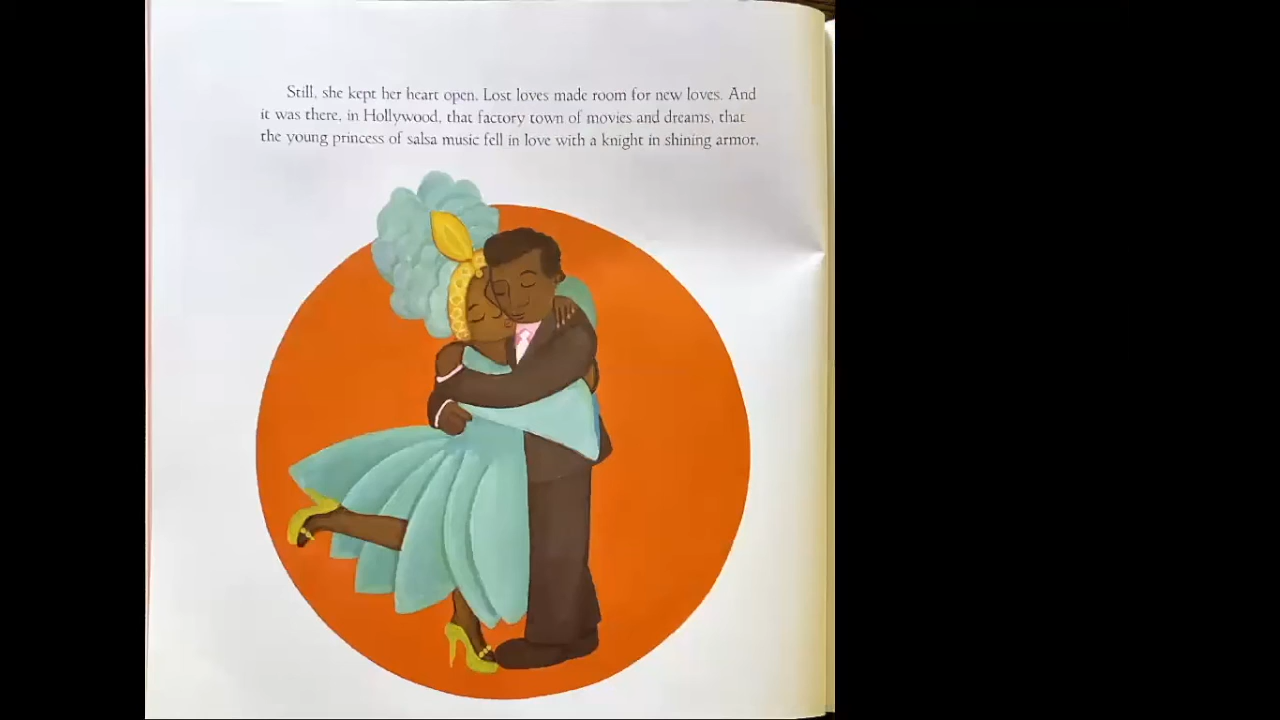 Still, she kept her heart open. Lost loves made room for new loves. And
it was there, in Hollywood, that factory town of movies and dreams, that
the young princess of salsa music fell in love with a knight in shining armor.